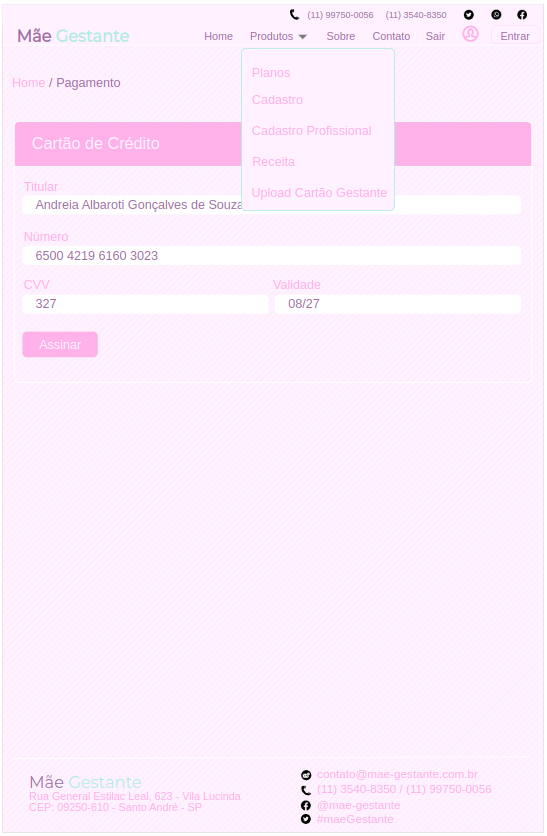 (11) 99750-0056 (11) 3540-8350
Mãe Gestante
Home Produtos Sobre Contato Sair Entrar
Planos
Cadastro
Cadastro Profissional
Receita
Upload Cartão Gestante
Home / Pagamento
Cartão de Crédito
Titular
Andreia Albaroti Gonçalves de Souza
Número
6500 4219 6160 3023
CVV Validade
327 08/27
Assinar
Mãe Gestante
Rua General Estilac Leal, 623 - Vila Lucinda
CEP: 09250-610 - Santo André - SP
contato@mae-gestante.com.br
(11) 3540-8350 / (11) 99750-0056
@mae-gestante
#maeGestante